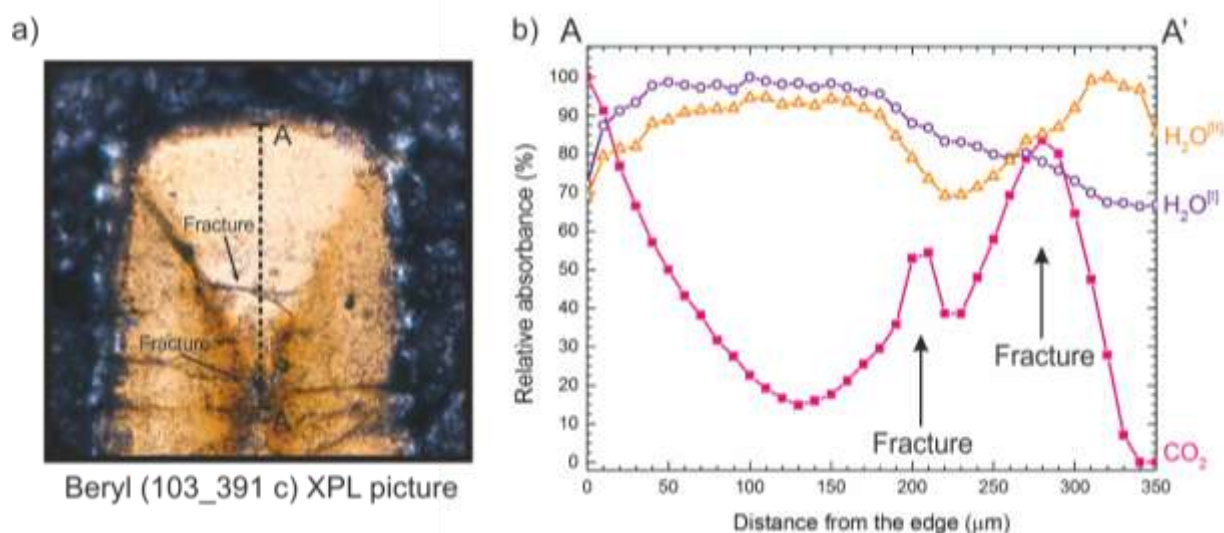 a)
A
Fracture
Fracture
A'
Beryl (103_391 c) XPL picture
b)
A
A'
Relative absorbance (%)
100
90
80
70
60
50
40
30
20
10
0
H₂O[II]
H₂O[I]
CO₂
Fracture
Fracture
0 50 100 150 200 250 300 350
Distance from the edge (µm)